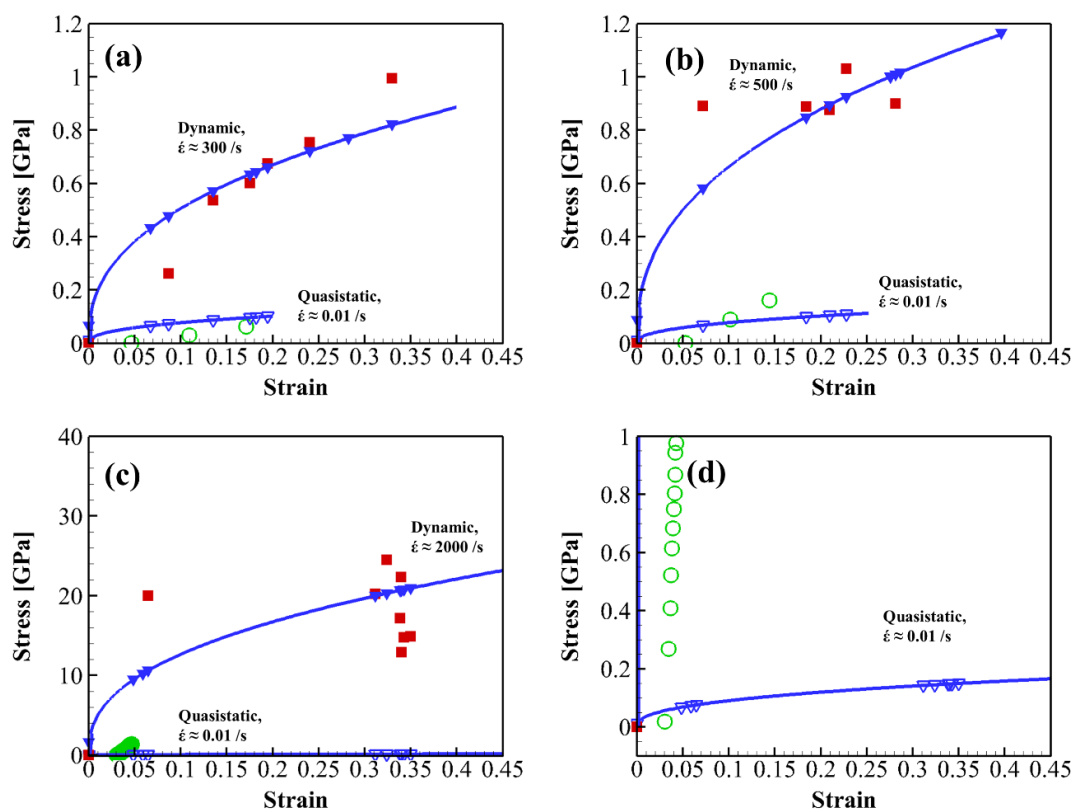 (a)
Stress [GPa]
1.2
1
0.8
0.6
0.4
0.2
0
Dynamic,
έ ≈ 300 /s
Quasistatic,
έ ≈ 0.01 /s
0 0.05 0.1 0.15 0.2 0.25 0.3 0.35 0.4 0.45
Strain
(b)
Stress [GPa]
1.2
1
0.8
0.6
0.4
0.2
0
Dynamic,
έ ≈ 500 /s
Quasistatic,
έ ≈ 0.01 /s
0 0.05 0.1 0.15 0.2 0.25 0.3 0.35 0.4 0.45
Strain
(c)
Stress [GPa]
40
30
20
10
0
Dynamic,
έ ≈ 2000 /s
Quasistatic,
έ ≈ 0.01 /s
0 0.05 0.1 0.15 0.2 0.25 0.3 0.35 0.4 0.45
Strain
(d)
Stress [GPa]
1
0.8
0.6
0.4
0.2
0
Quasistatic,
έ ≈ 0.01 /s
0 0.05 0.1 0.15 0.2 0.25 0.3 0.35 0.4 0.45
Strain